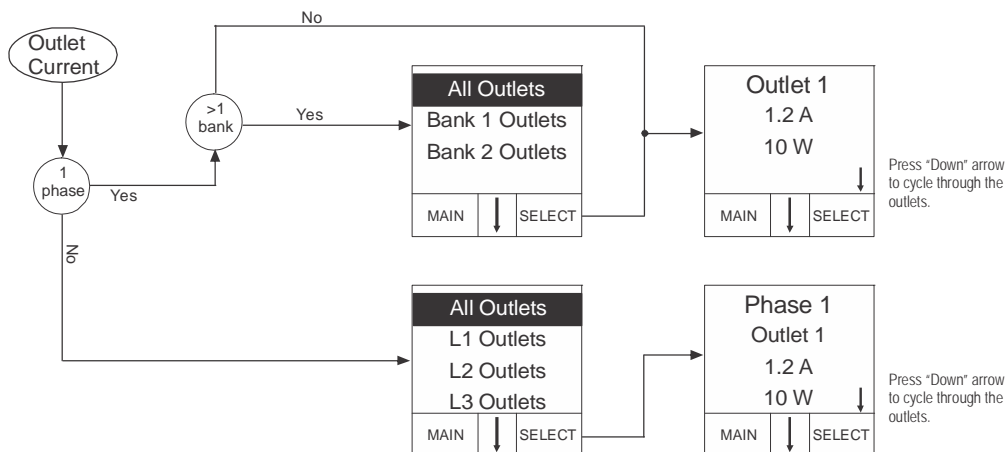 No
Outlet
Current
>1
bank
Yes
1
phase
Yes
No
All Outlets
Bank 1 Outlets
Bank 2 Outlets
MAIN
SELECT
Outlet 1
1.2 A
10 W
MAIN
SELECT
Press “Down” arrow
to cycle through the
outlets.
All Outlets
L1 Outlets
L2 Outlets
L3 Outlets
MAIN
SELECT
Phase 1
Outlet 1
1.2 A
10 W
MAIN
SELECT
Press “Down” arrow
to cycle through the
outlets.